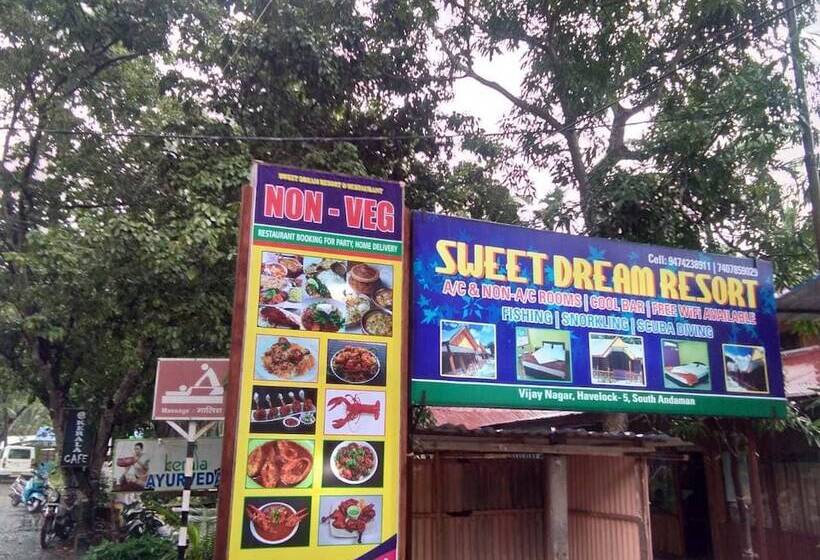 SWEET DREAM RESORT & RESTAURANT
NON - VEG
RESTAURANT BOOKING FOR PARTY, HOME DELIVERY
SWEET DREAM RESORT
Cell: 9474238911 | 7407859029
A/C & NON-A/C ROOMS | COOL BAR | FREE WiFi AVAILABLE
FISHING | SNORKLING | SCUBA DIVING
Vijay Nagar, Havelock- 5, South Andaman
Massage - मालिश
KERALA
CAFE
kerala
AYURVED